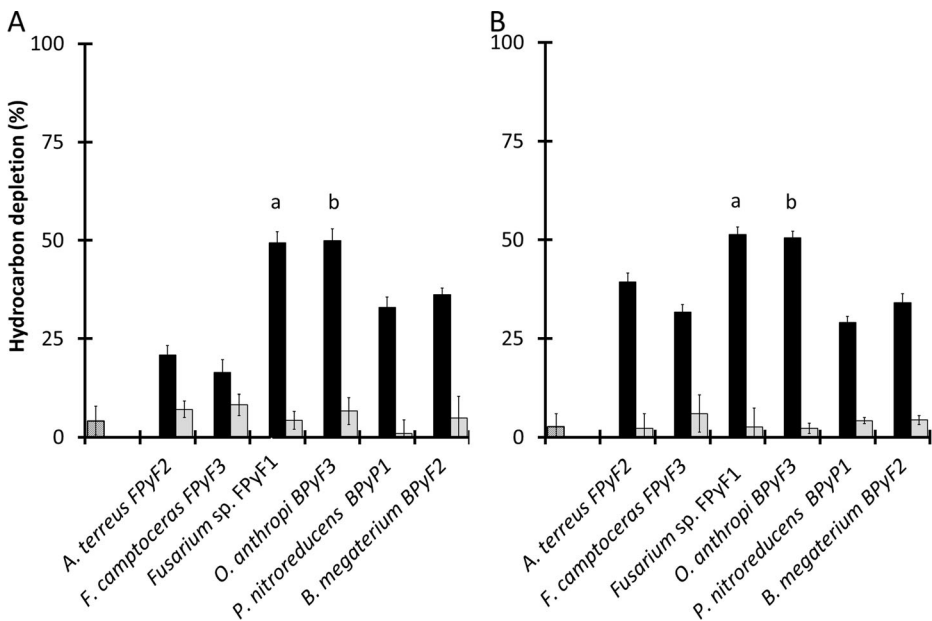 A
Hydrocarbon depletion (%)
100
75
50
25
0
a
b
A. terreus FPyF2
F. camptoceras FPyF3
Fusarium sp. FPyF1
O. anthropi BPyF3
P. nitroreducens BPyP1
B. megaterium BPyF2
B
100
75
50
25
0
a
b
A. terreus FPyF2
F. camptoceras FPyF3
Fusarium sp. FPyF1
O. anthropi BPyF3
P. nitroreducens BPyP1
B. megaterium BPyF2